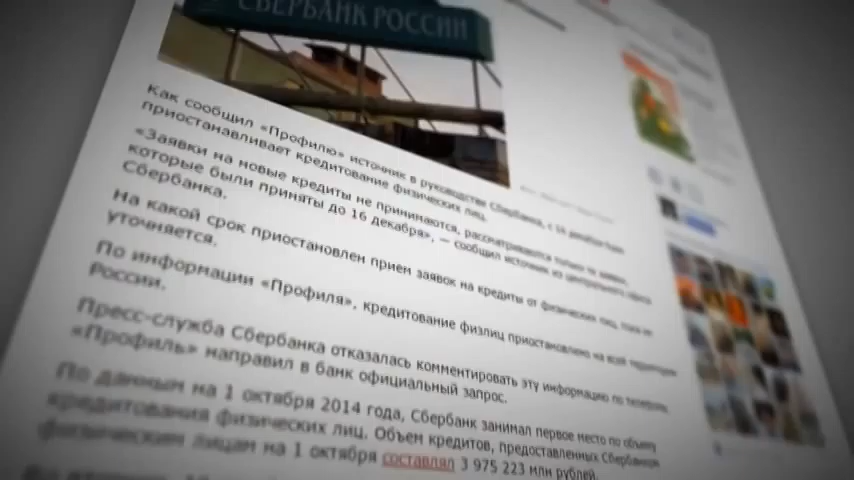 СБЕРБАНК РОССИИ
Как сообщил «Профилю» источник в руководстве Сбербанка, с 16 декабря банк
приостанавливает кредитование физических лиц.
«Заявки на новые кредиты не принимаются, рассматриваются только те заявки,
которые были приняты до 16 декабря», — сообщил источник из центрального офиса
Сбербанка.
На какой срок приостановлен прием заявок на кредиты от физических лиц, пока не
уточняется.
По информации «Профиля», кредитование физлиц приостановлено на всей территории
России.
Пресс-служба Сбербанка отказалась комментировать эту информацию по телефону,
«Профиль» направил в банк официальный запрос.
По данным на 1 октября 2014 года, Сбербанк занимал первое место по объему
кредитования физических лиц. Объем кредитов, предоставленных Сбербанком
физическим лицам на 1 октября составлял 3 975 223 млн рублей.